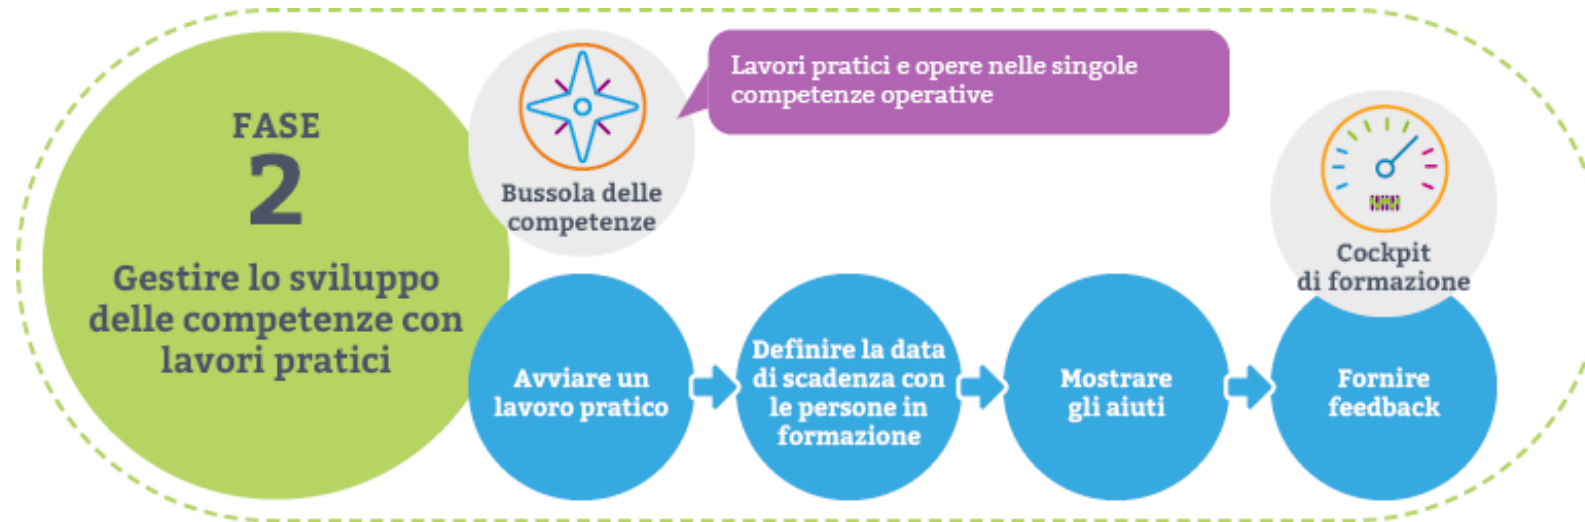 FASE
2
Gestire lo sviluppo
delle competenze con
lavori pratici
Bussola delle
competenze
Lavori pratici e opere nelle singole
competenze operative
Avviare un
lavoro pratico
Definire la data
di scadenza con
le persone in
formazione
Mostrare
gli aiuti
Cockpit
di formazione
Fornire
feedback